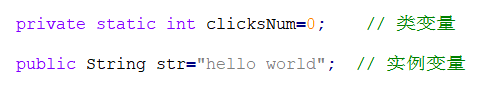 private static int clicksNum=0;    // 类变量
public String str="hello world";  // 实例变量